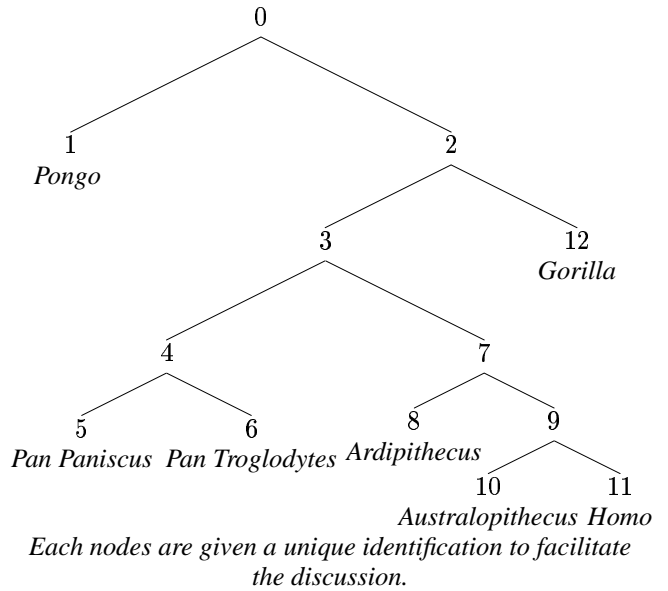 0
1
2
Pongo
3
12
Gorilla
4
7
5
6
8
9
Pan Paniscus Pan Troglodytes Ardipithecus
10
11
Australopithecus Homo
Each nodes are given a unique identification to facilitate
the discussion.